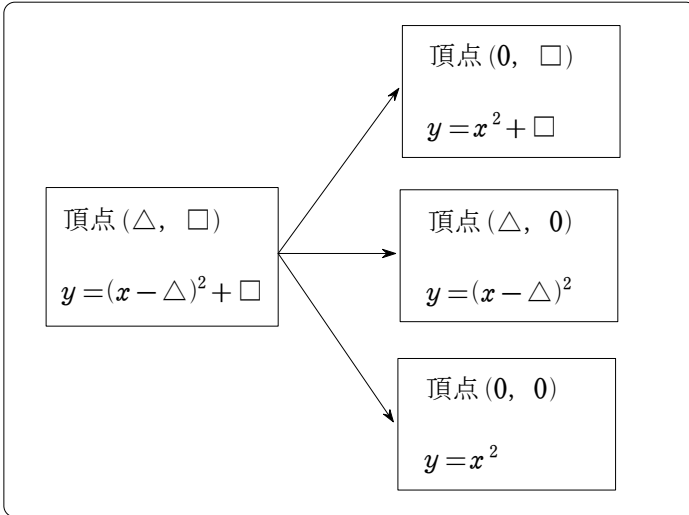 頂点(△, □)
y=(x−△)²+□
頂点(0, □)
y=x²+□
頂点(△, 0)
y=(x−△)²
頂点(0, 0)
y=x²